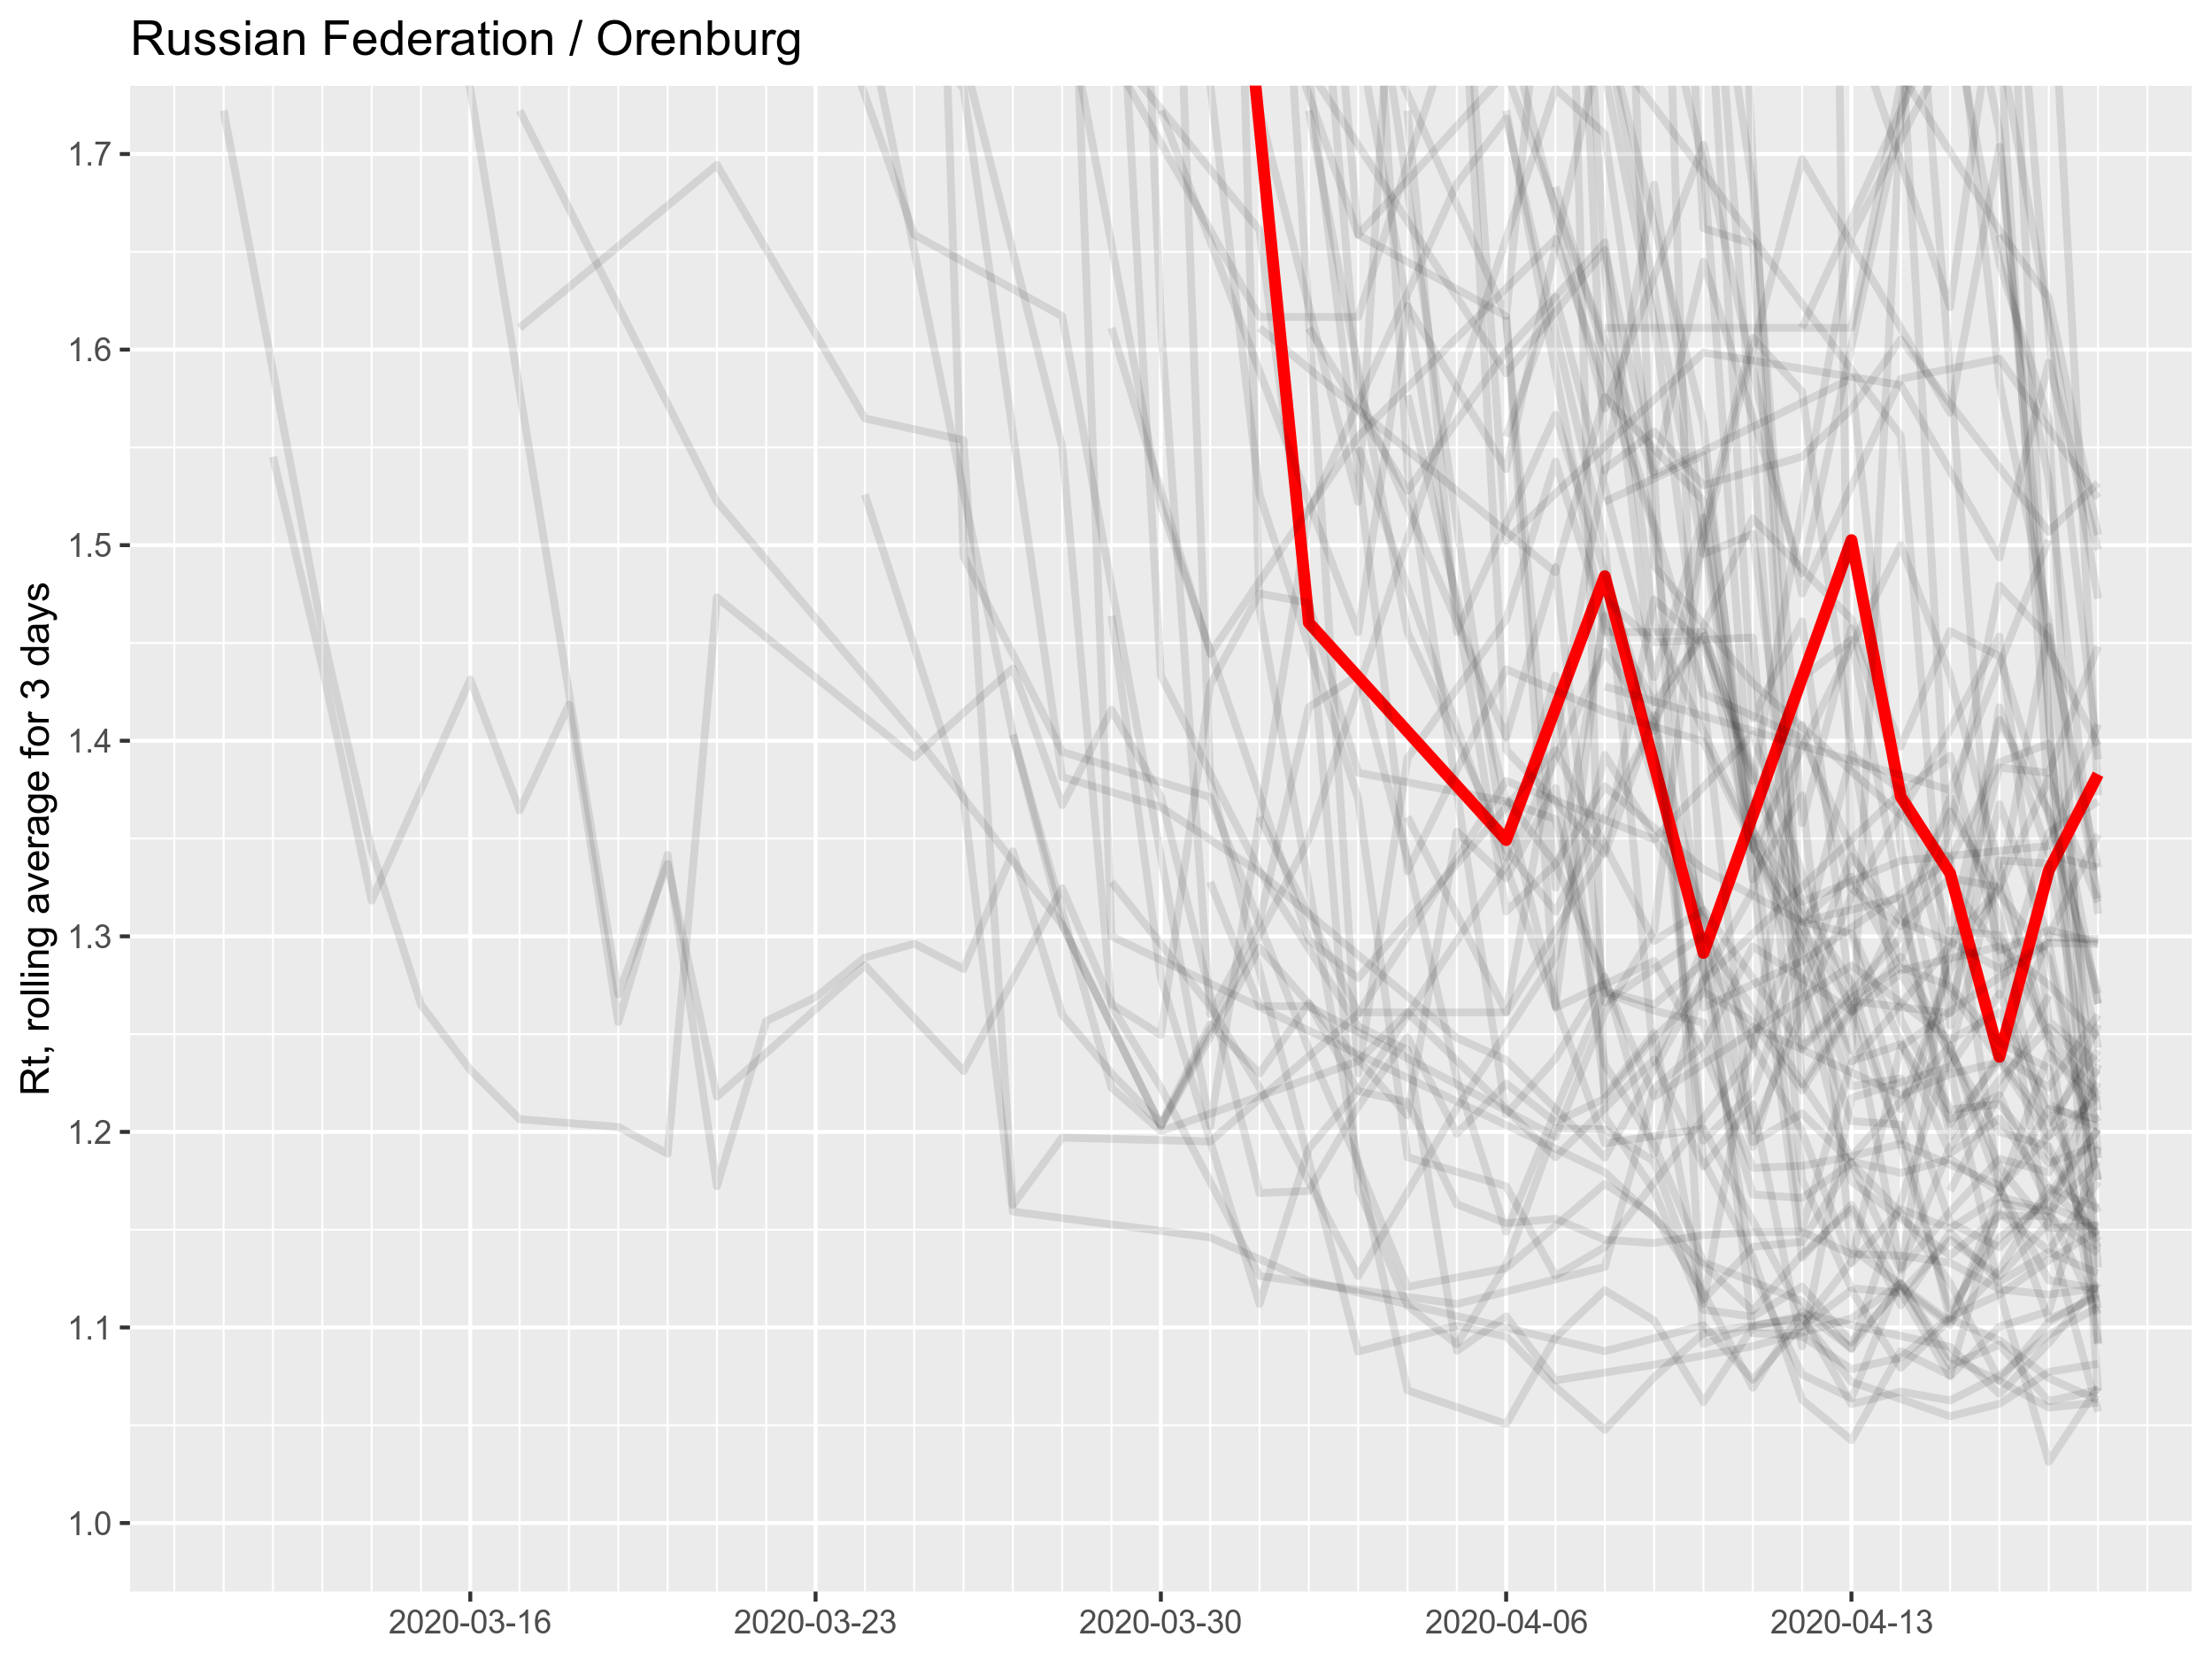 Russian Federation / Orenburg
Rt, rolling average for 3 days
1.7
1.6
1.5
1.4
1.3
1.2
1.1
1.0
2020-03-16 2020-03-23 2020-03-30 2020-04-06 2020-04-13